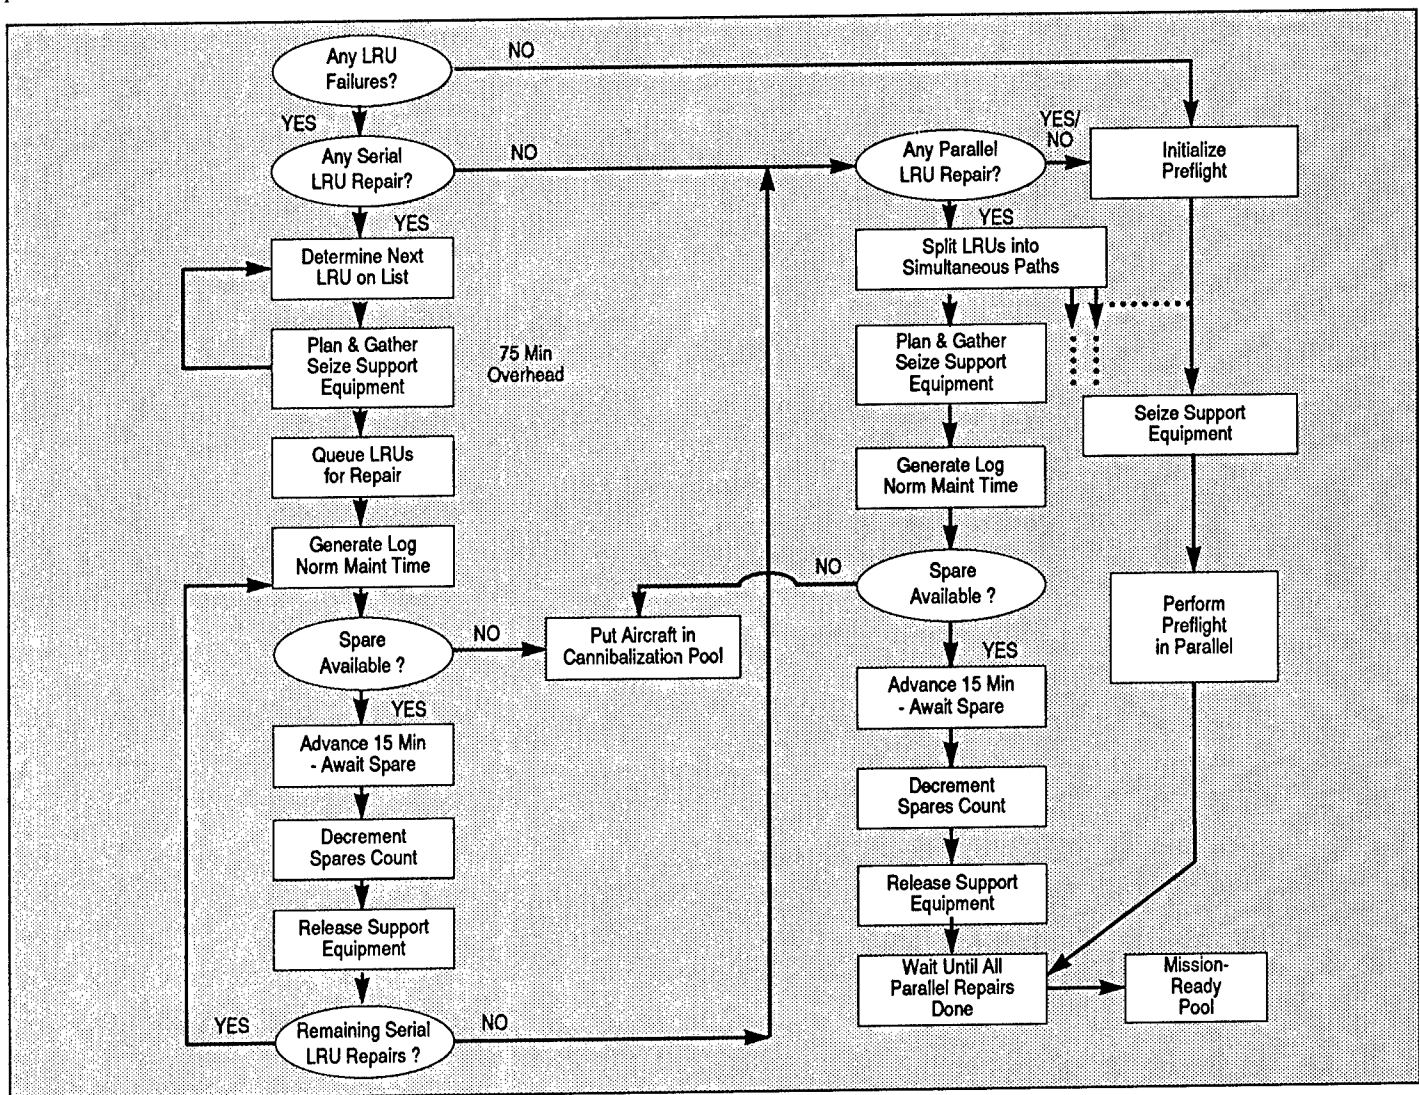 Any LRU
Failures?
NO
YES
Any Serial
LRU Repair?
NO
YES
Determine Next
LRU on List
Plan & Gather
Seize Support
Equipment
75 Min
Overhead
Queue LRUs
for Repair
Generate Log
Norm Maint Time
Spare
Available ?
NO
Put Aircraft in
Cannibalization Pool
YES
Advance 15 Min
- Await Spare
Decrement
Spares Count
Release Support
Equipment
Remaining Serial
LRU Repairs ?
YES
NO
Any Parallel
LRU Repair?
YES/
NO
Initialize
Preflight
YES
Split LRUs into
Simultaneous Paths
Plan & Gather
Seize Support
Equipment
Generate Log
Norm Maint Time
Spare
Available ?
NO
YES
Advance 15 Min
- Await Spare
Decrement
Spares Count
Release Support
Equipment
Wait Until All
Parallel Repairs
Done
Seize Support
Equipment
Perform
Preflight
in Parallel
Mission-
Ready
Pool